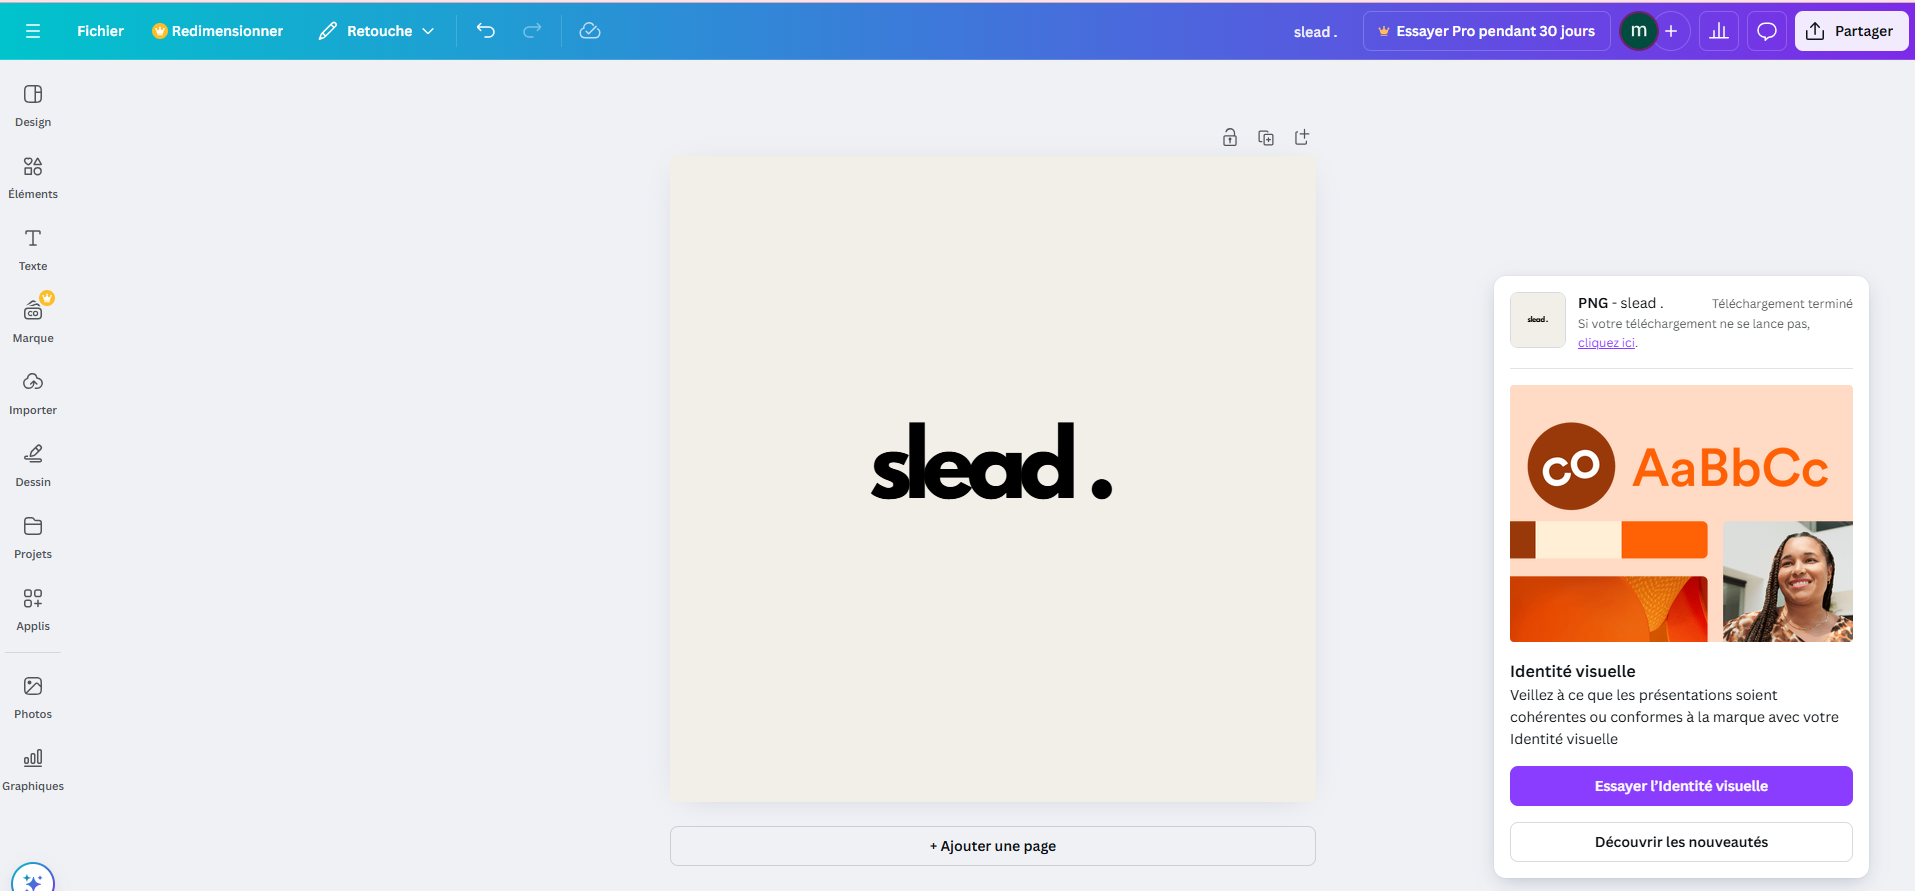 Fichier
Redimensionner
Retouche
slead .
Essayer Pro pendant 30 jours
m
Partager
Design
Éléments
Texte
CO
Marque
Importer
Dessin
Projets
Applis
Photos
Graphiques
slead .
+ Ajouter une page
slead .
PNG - slead .
Téléchargement terminé
Si votre téléchargement ne se lance pas,
cliquez ici.
co
AaBbCc
Identité visuelle
Veillez à ce que les présentations soient
cohérentes ou conformes à la marque avec votre
Identité visuelle
Essayer l’Identité visuelle
Découvrir les nouveautés